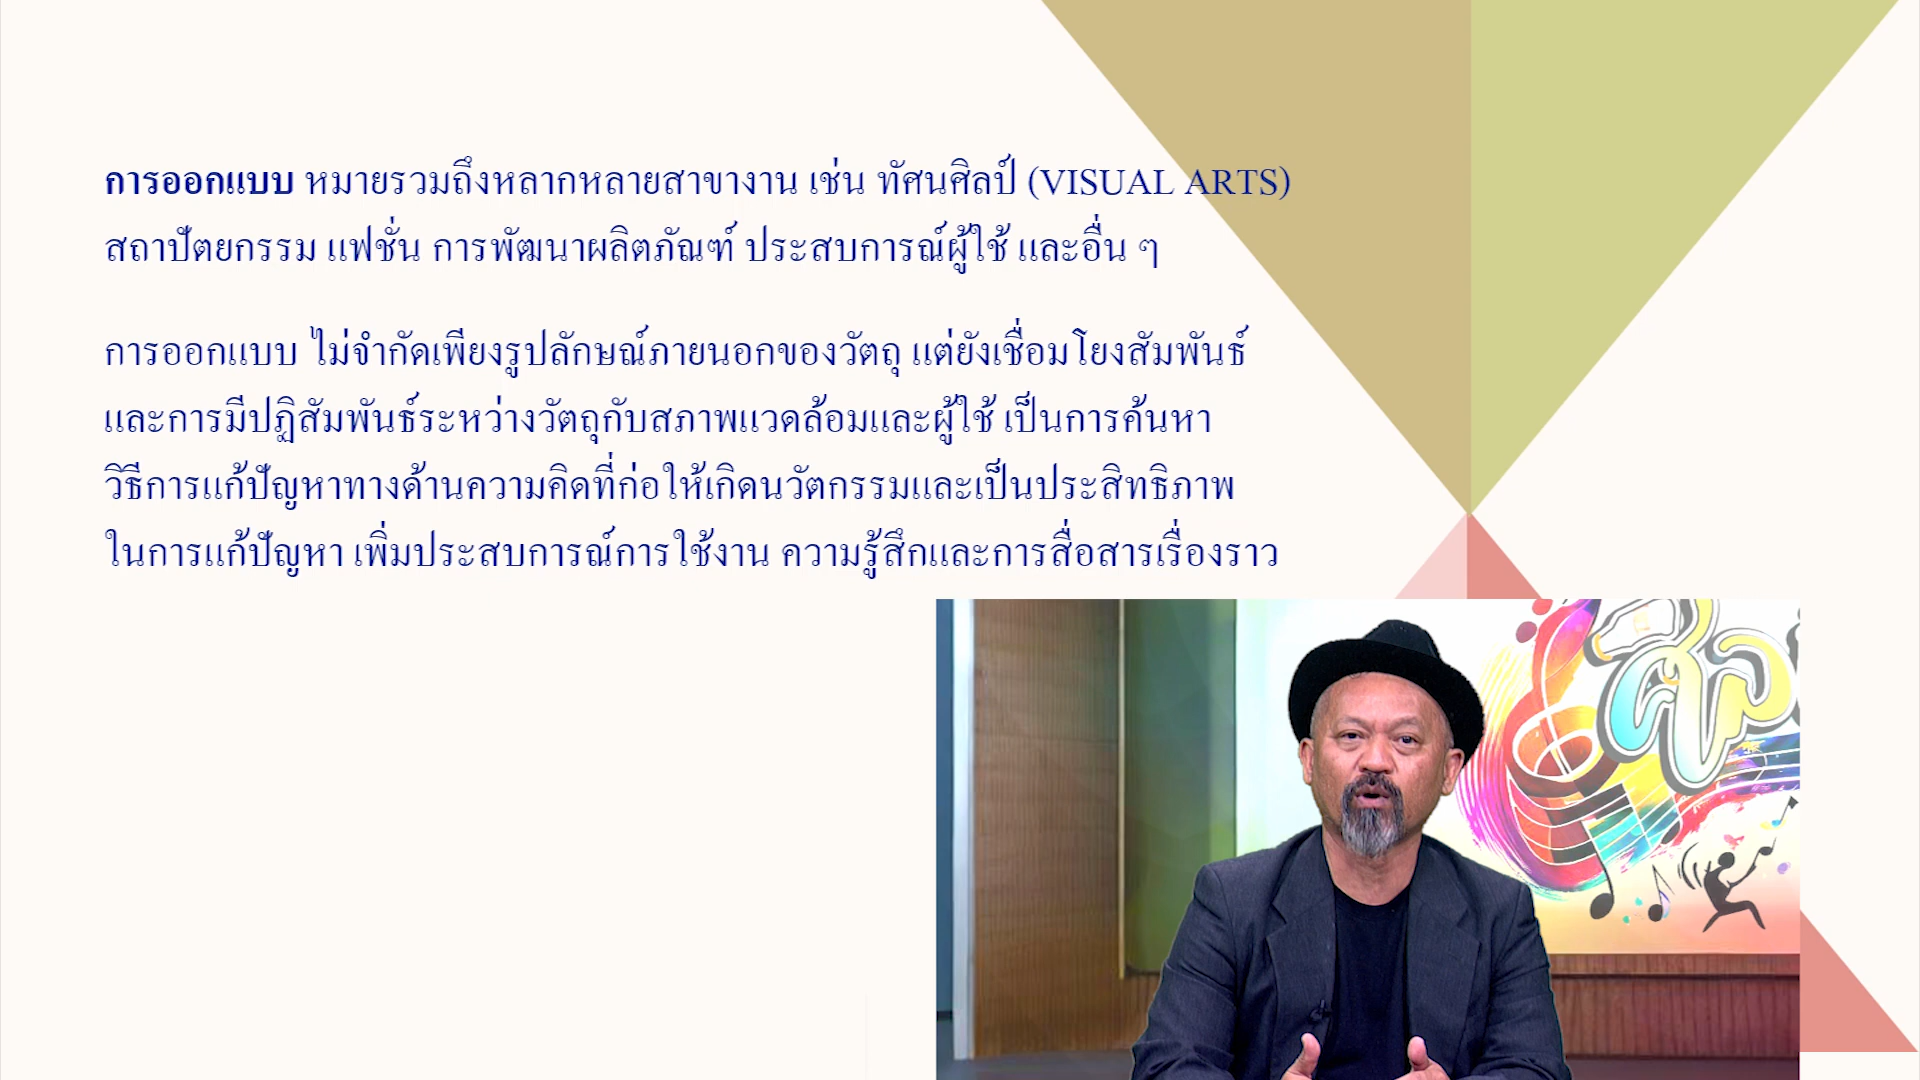 การออกแบบ หมายรวมถึงหลากหลายสาขางาน เช่น ทัศนศิลป์ (VISUAL ARTS)
สถาปัตยกรรม แฟชั่น การพัฒนาผลิตภัณฑ์ ประสบการณ์ผู้ใช้ และอื่น ๆ
การออกแบบ ไม่จำกัดเพียงรูปลักษณ์ภายนอกของวัตถุ แต่ยังเชื่อมโยงสัมพันธ์
และการมีปฏิสัมพันธ์ระหว่างวัตถุกับสภาพแวดล้อมและผู้ใช้ เป็นการค้นหา
วิธีการแก้ปัญหาทางด้านความคิดที่ก่อให้เกิดนวัตกรรมและเป็นประสิทธิภาพ
ในการแก้ปัญหา เพิ่มประสบการณ์การใช้งาน ความรู้สึกและการสื่อสารเรื่องราว